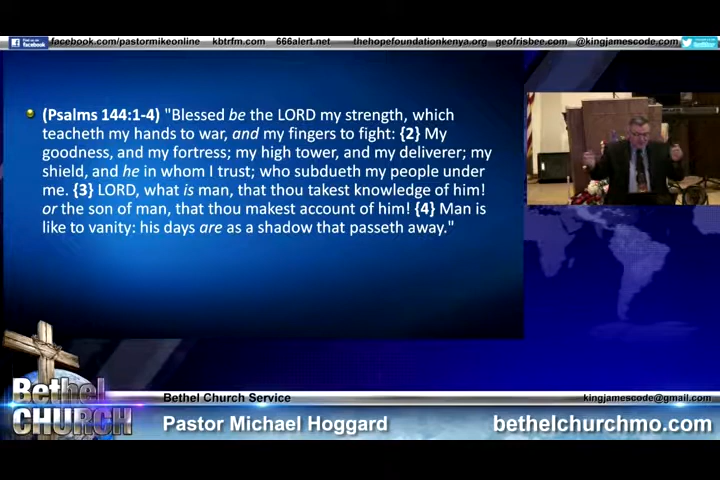 facebook.com/pastormikeonline kbtrfm.com 666alert.net thehopefoundationkenya.org geofrisbee.com @kingjamescode.com
(Psalms 144:1-4) "Blessed be the LORD my strength, which
teacheth my hands to war, and my fingers to fight: {2} My
goodness, and my fortress; my high tower, and my deliverer; my
shield, and he in whom I trust; who subdueth my people under
me. {3} LORD, what is man, that thou takest knowledge of him!
or the son of man, that thou makest account of him! {4} Man is
like to vanity: his days are as a shadow that passeth away."
Bethel
CHURCH
Bethel Church Service
kingjamescode@gmail.com
Pastor Michael Hoggard
bethelchurchmo.com